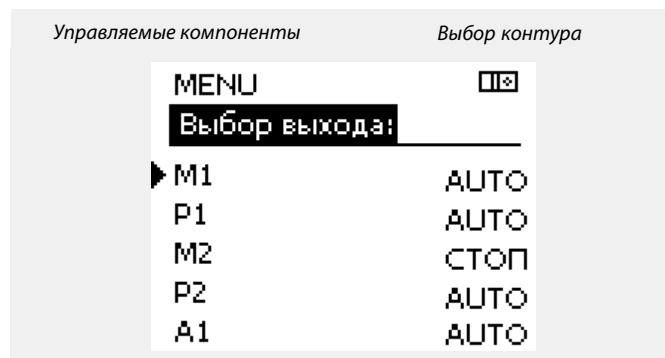 Управляемые компоненты Выбор контура
MENU
Выбор выхода:
M1 AUTO
P1 AUTO
M2 СТОП
P2 AUTO
A1 AUTO